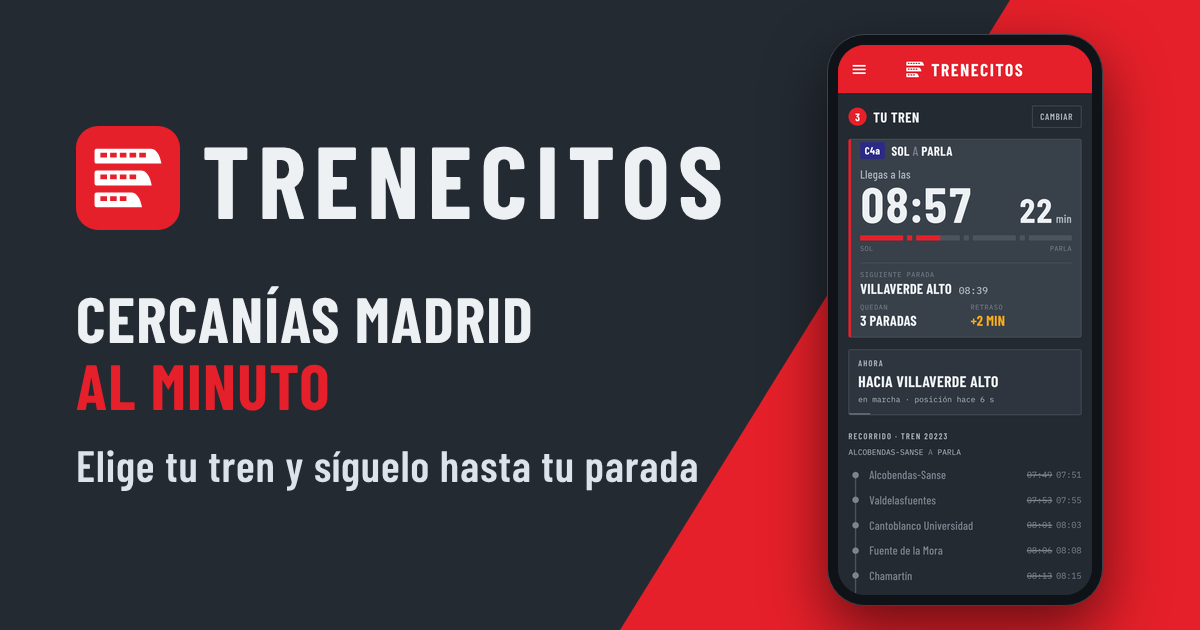 TRENECITOS
CERCANÍAS MADRID
AL MINUTO
Elige tu tren y síguelo hasta tu parada
TRENECITOS
3 TU TREN CAMBIAR
C4a SOL A PARLA
Llegas a las
08:57 22 min
SOL PARLA
SIGUIENTE PARADA
VILLAVERDE ALTO 08:39
QUEDAN RETRASO
3 PARADAS +2 MIN
AHORA
HACIA VILLAVERDE ALTO
en marcha · posición hace 6 s
RECORRIDO · TREN 20223
ALCOBENDAS-SANSE A PARLA
Alcobendas-Sanse 07:49 07:51
Valdelasfuentes 07:53 07:55
Cantoblanco Universidad 08:01 08:03
Fuente de la Mora 08:06 08:08
Chamartín 08:13 08:15